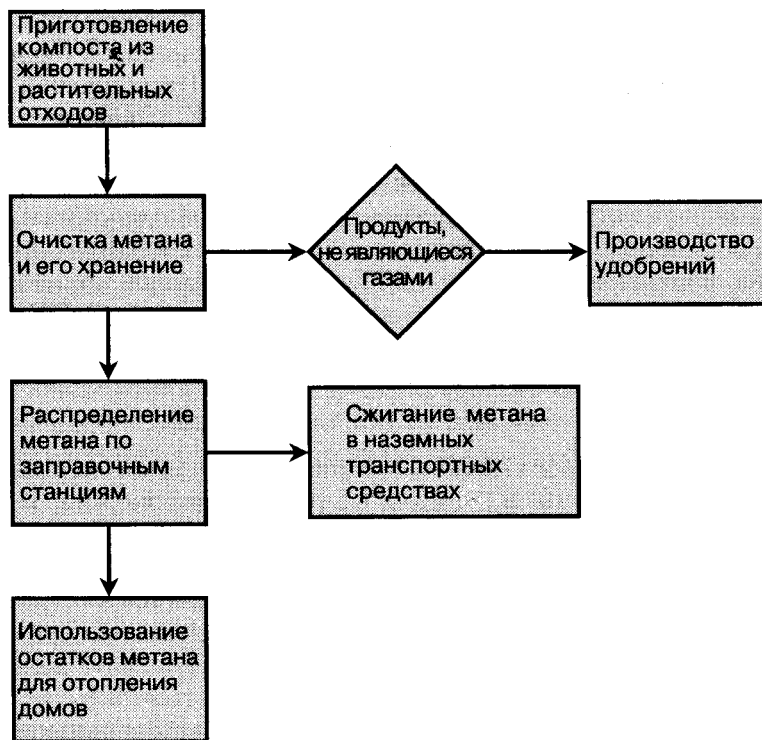 Приготовление
компоста из
животных и
растительных
отходов
Очистка метана
и его хранение
Продукты,
не являющиеся
газами
Производство
удобрений
Распределение
метана по
заправочным
станциям
Сжигание метана
в наземных
транспортных
средствах
Использование
остатков метана
для отопления
домов